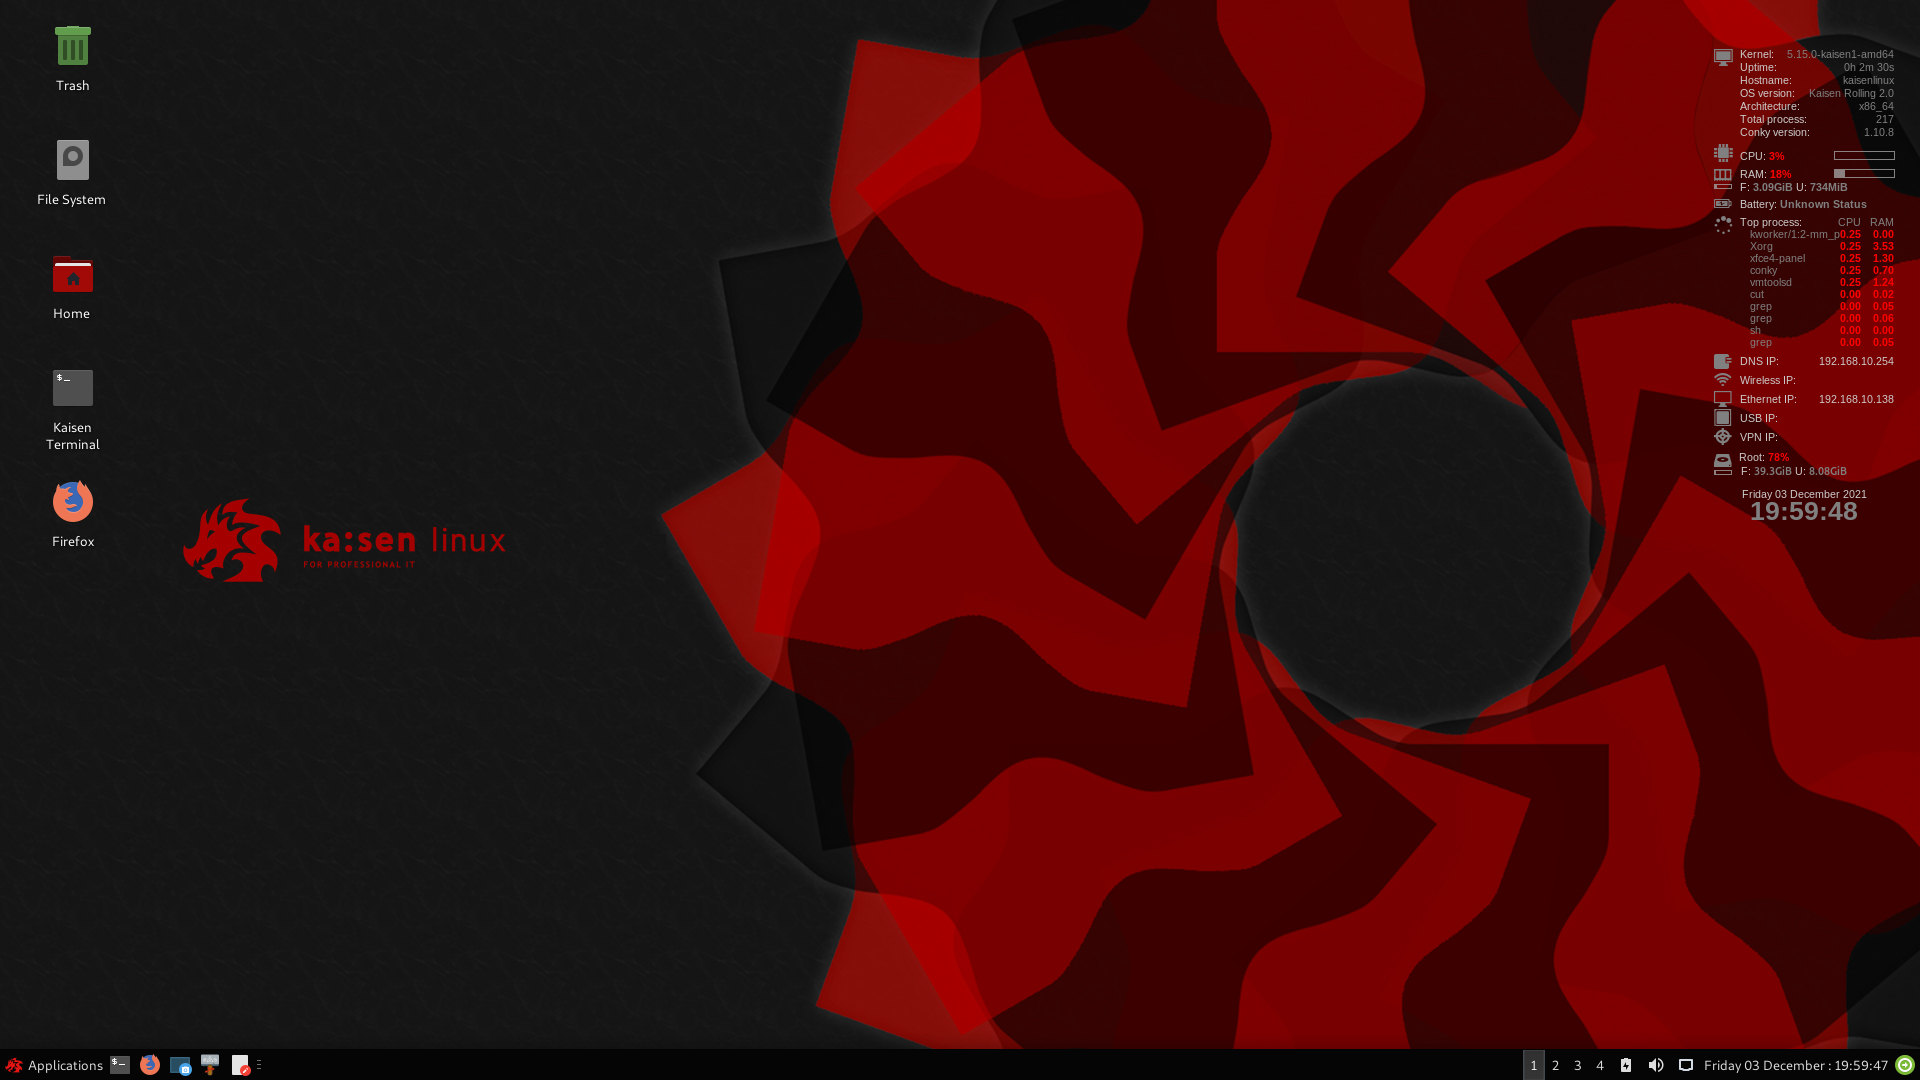 Trash
File System
Home
$_
Kaisen
Terminal
Firefox
ka:sen linux
FOR PROFESSIONAL IT
Kernel: 5.15.0-kaisen1-amd64
Uptime: 0h 2m 30s
Hostname: kaisenlinux
OS version: Kaisen Rolling 2.0
Architecture: x86_64
Total process: 217
Conky version: 1.10.8
CPU: 3%
RAM: 18%
F: 3.09GiB U: 734MiB
Battery: Unknown Status
Top process: CPU RAM
kworker/1:2-mm_p 0.25 0.00
Xorg 0.25 3.53
xfce4-panel 0.25 1.30
conky 0.25 0.70
vmtoolsd 0.25 1.24
cut 0.00 0.02
grep 0.00 0.05
grep 0.00 0.06
sh 0.00 0.00
grep 0.00 0.05
DNS IP: 192.168.10.254
Wireless IP:
Ethernet IP: 192.168.10.138
USB IP:
VPN IP:
Root: 78%
F: 39.3GiB U: 8.08GiB
Friday 03 December 2021
19:59:48
Applications $_ 1 2 3 4 Friday 03 December : 19:59:47